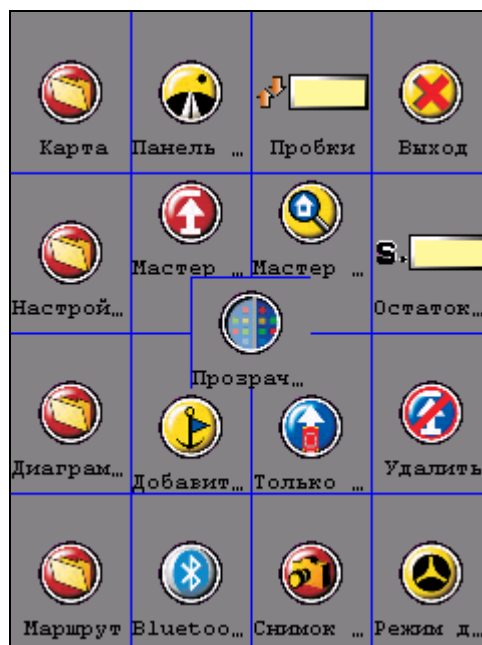 Карта Панель … Пробки Выход
Мастер … Мастер …
S.
Настрой… Остаток…
Прозрач…
Диаграм… Добавит… Только … Удалить
Маршрут Bluetoo… Снимок … Режим д…